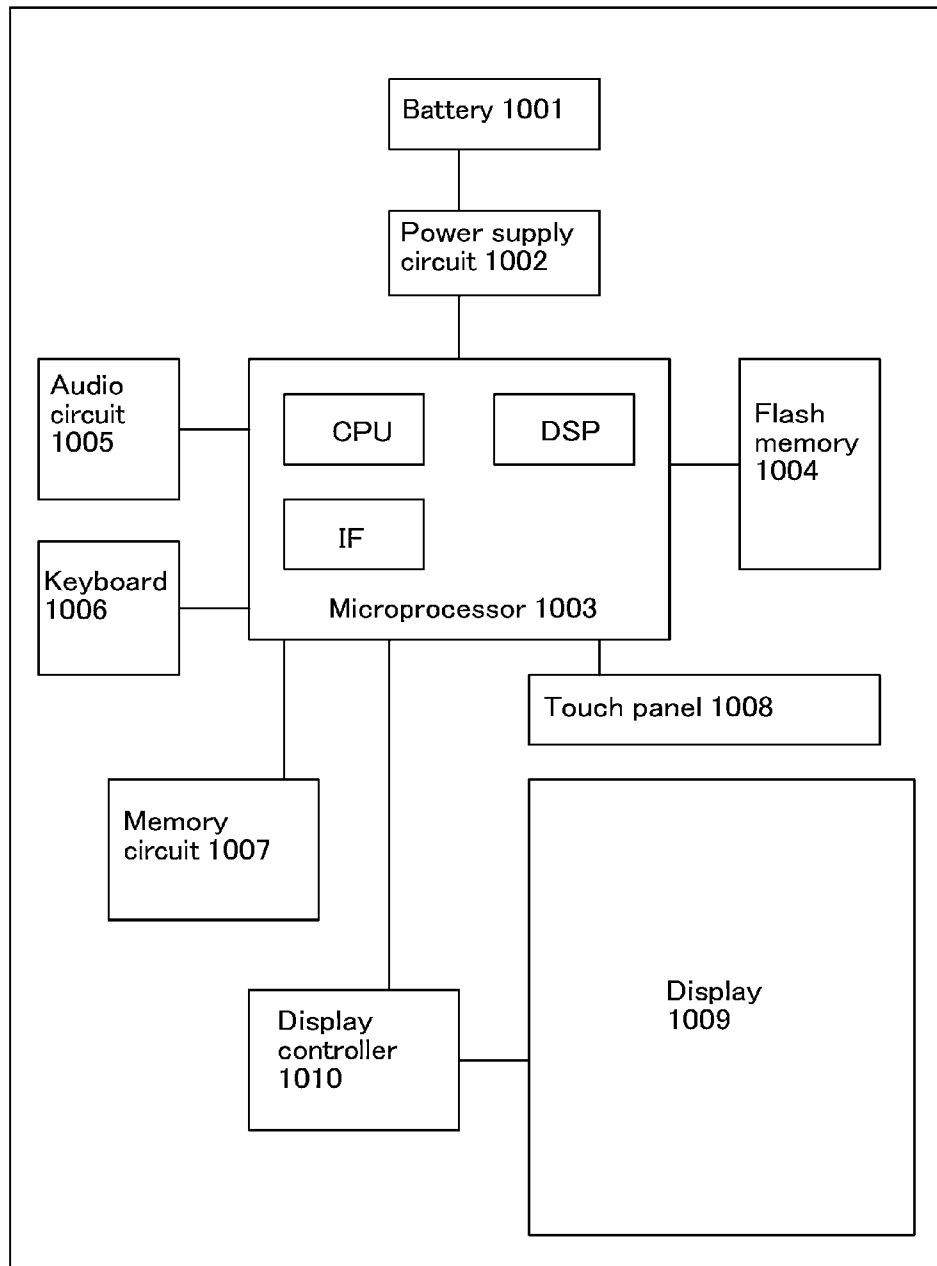 Battery 1001
Power supply
circuit 1002
Audio
circuit
1005
CPU
DSP
Flash
memory
1004
IF
Keyboard
1006
Microprocessor 1003
Touch panel 1008
Memory
circuit 1007
Display
1009
Display
controller
1010